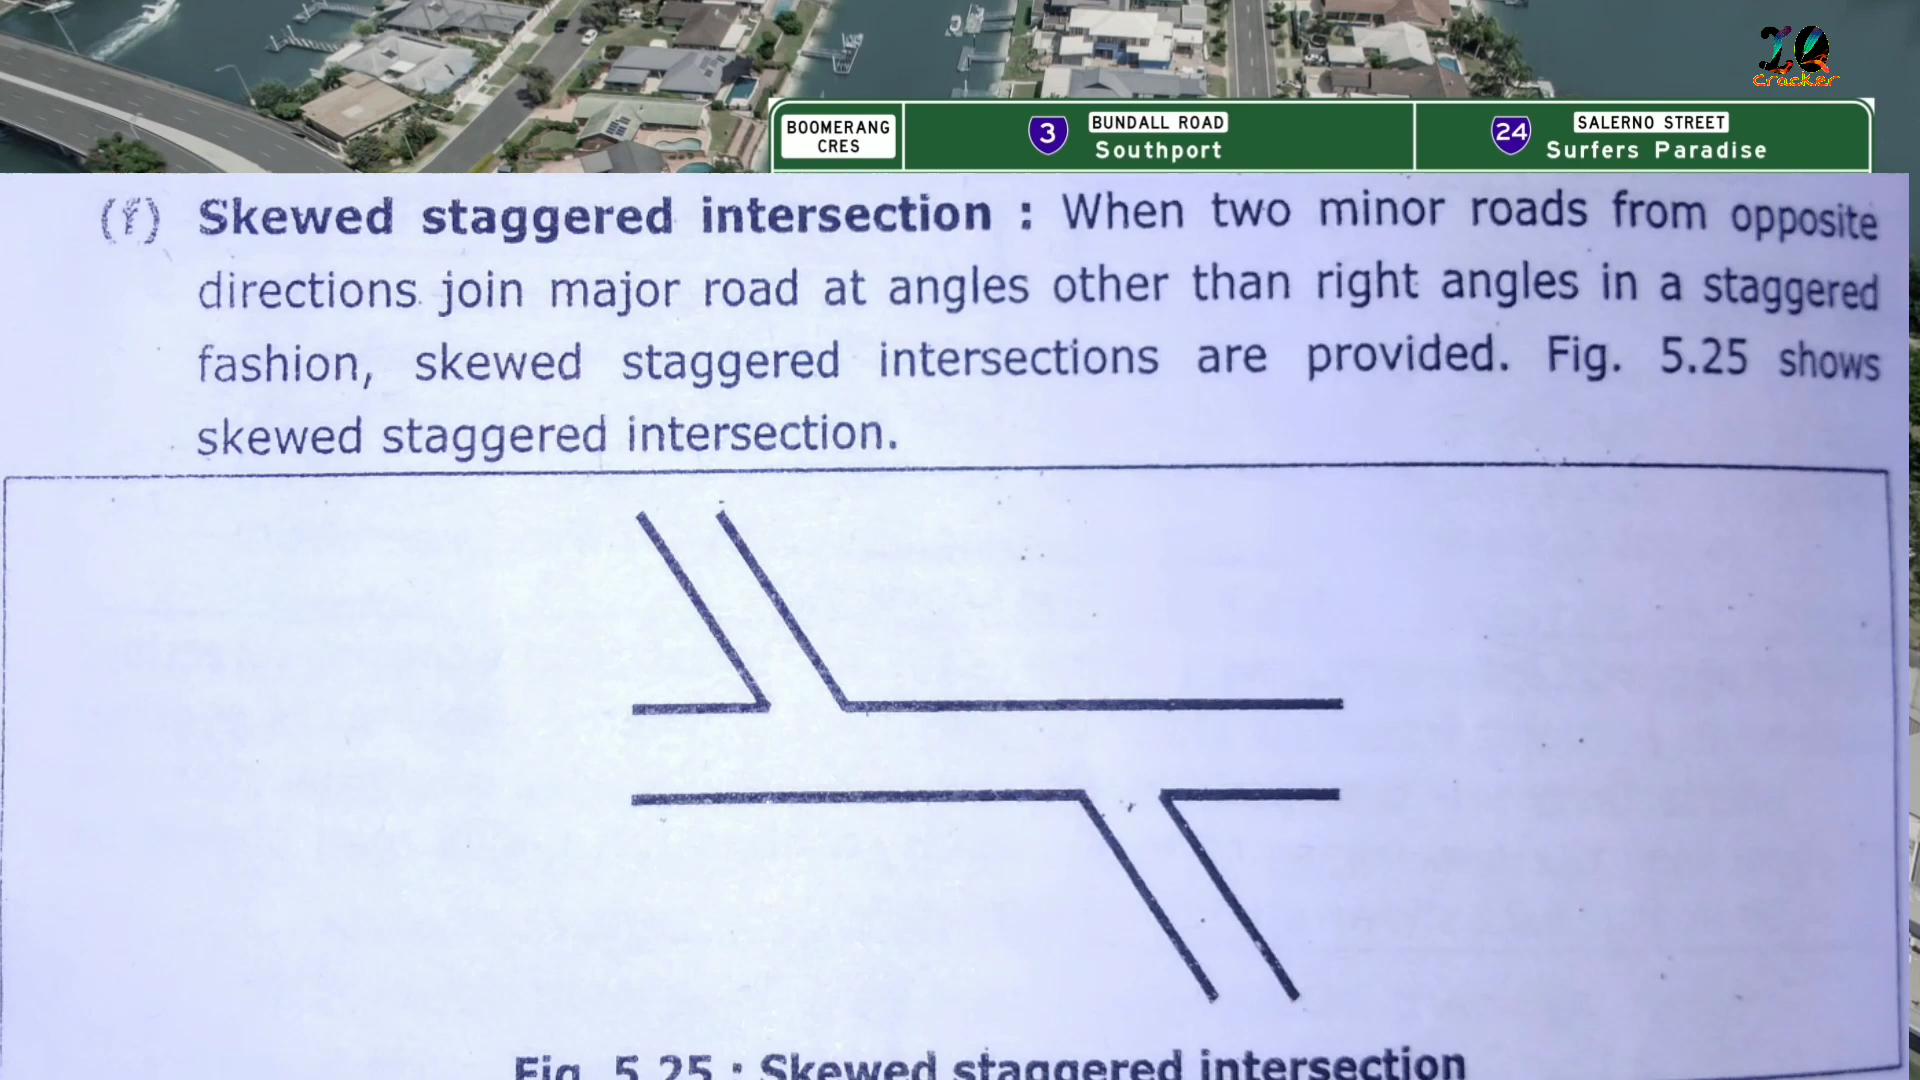 IQ
cracker
BOOMERANG
CRES
3
BUNDALL ROAD
Southport
24
SALERNO STREET
Surfers Paradise
(f) Skewed staggered intersection : When two minor roads from opposite
directions join major road at angles other than right angles in a staggered
fashion, skewed staggered intersections are provided. Fig. 5.25 shows
skewed staggered intersection.
Fig. 5.25 : Skewed staggered intersection